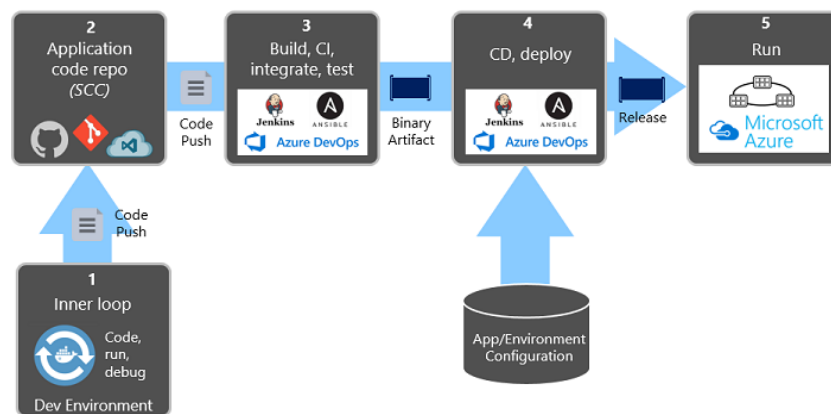 2
Application
code repo
(SCC)
Code
Push
3
Build, CI,
integrate, test
Jenkins
ANSIBLE
Azure DevOps
Binary
Artifact
4
CD, deploy
Jenkins
ANSIBLE
Azure DevOps
Release
5
Run
Microsoft
Azure
Code
Push
1
Inner loop
Code,
run,
debug
Dev Environment
App/Environment
Configuration